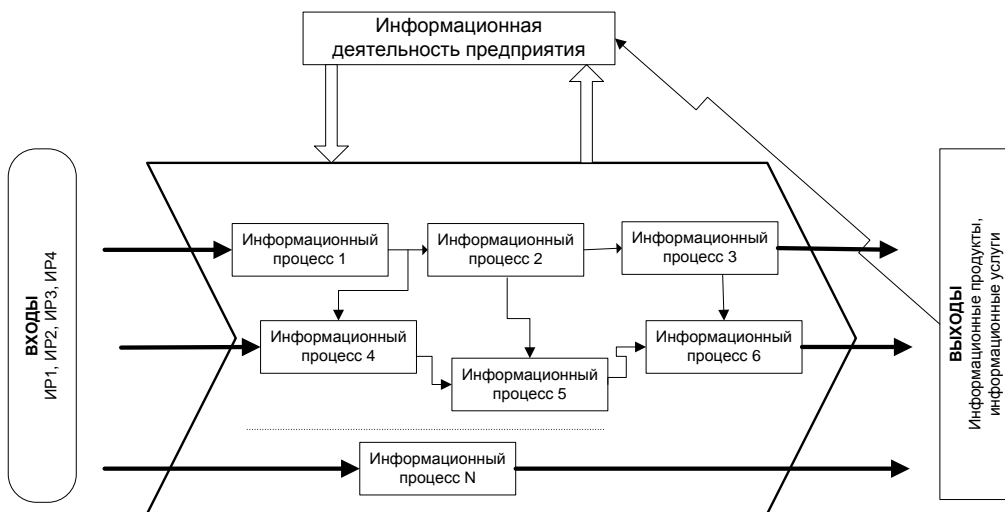 Информационная
деятельность предприятия
ВХОДЫ
ИР1, ИР2, ИР3, ИР4
Информационный
процесс 1
Информационный
процесс 2
Информационный
процесс 3
Информационный
процесс 4
Информационный
процесс 5
Информационный
процесс 6
Информационный
процесс N
ВЫХОДЫ
Информационные продукты,
информационные услуги